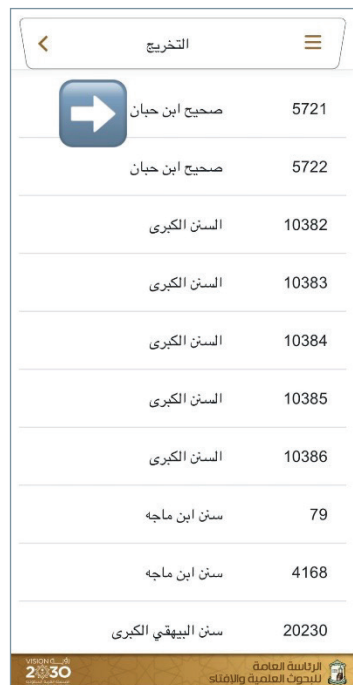 التخريج
5721 صحيح ابن حبان
5722 صحيح ابن حبان
10382 السنن الكبرى
10383 السنن الكبرى
10384 السنن الكبرى
10385 السنن الكبرى
10386 السنن الكبرى
79 سنن ابن ماجه
4168 سنن ابن ماجه
20230 سنن البيهقي الكبرى
الرئاسة العامة
للبحوث العلمية والإفتاء
VISION
2030